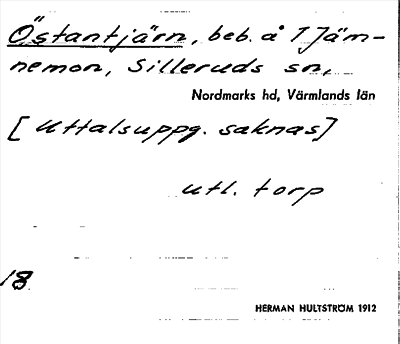 Östantjärn, beb. å 1 Jäm-
nemon, Silleruds sn,
Nordmarks hd, Värmlands län
[Uttalsuppg. saknas]
utl. torp
18
HERMAN HULTSTRÖM 1912